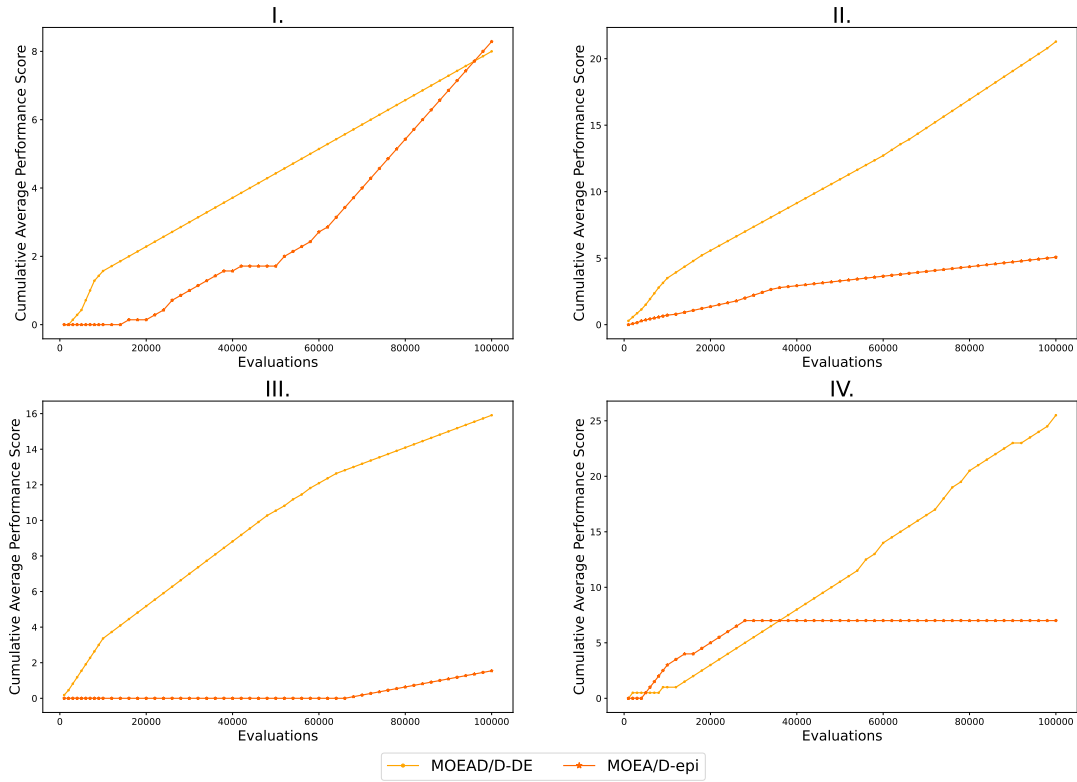 I.
Cumulative Average Performance Score
8
6
4
2
0
0 20000 40000 60000 80000 100000
Evaluations
II.
Cumulative Average Performance Score
20
15
10
5
0
0 20000 40000 60000 80000 100000
Evaluations
III.
Cumulative Average Performance Score
16
14
12
10
8
6
4
2
0
0 20000 40000 60000 80000 100000
Evaluations
IV.
Cumulative Average Performance Score
25
20
15
10
5
0
0 20000 40000 60000 80000 100000
Evaluations
MOEAD/D-DE MOEA/D-epi